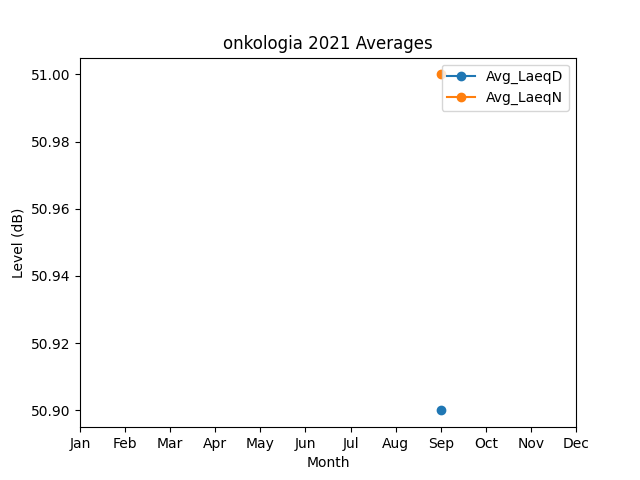 onkologia 2021 Averages
51.00
50.98
50.96
50.94
50.92
50.90
Level (dB)
Avg_LaeqD
Avg_LaeqN
Jan Feb Mar Apr May Jun Jul Aug Sep Oct Nov Dec
Month